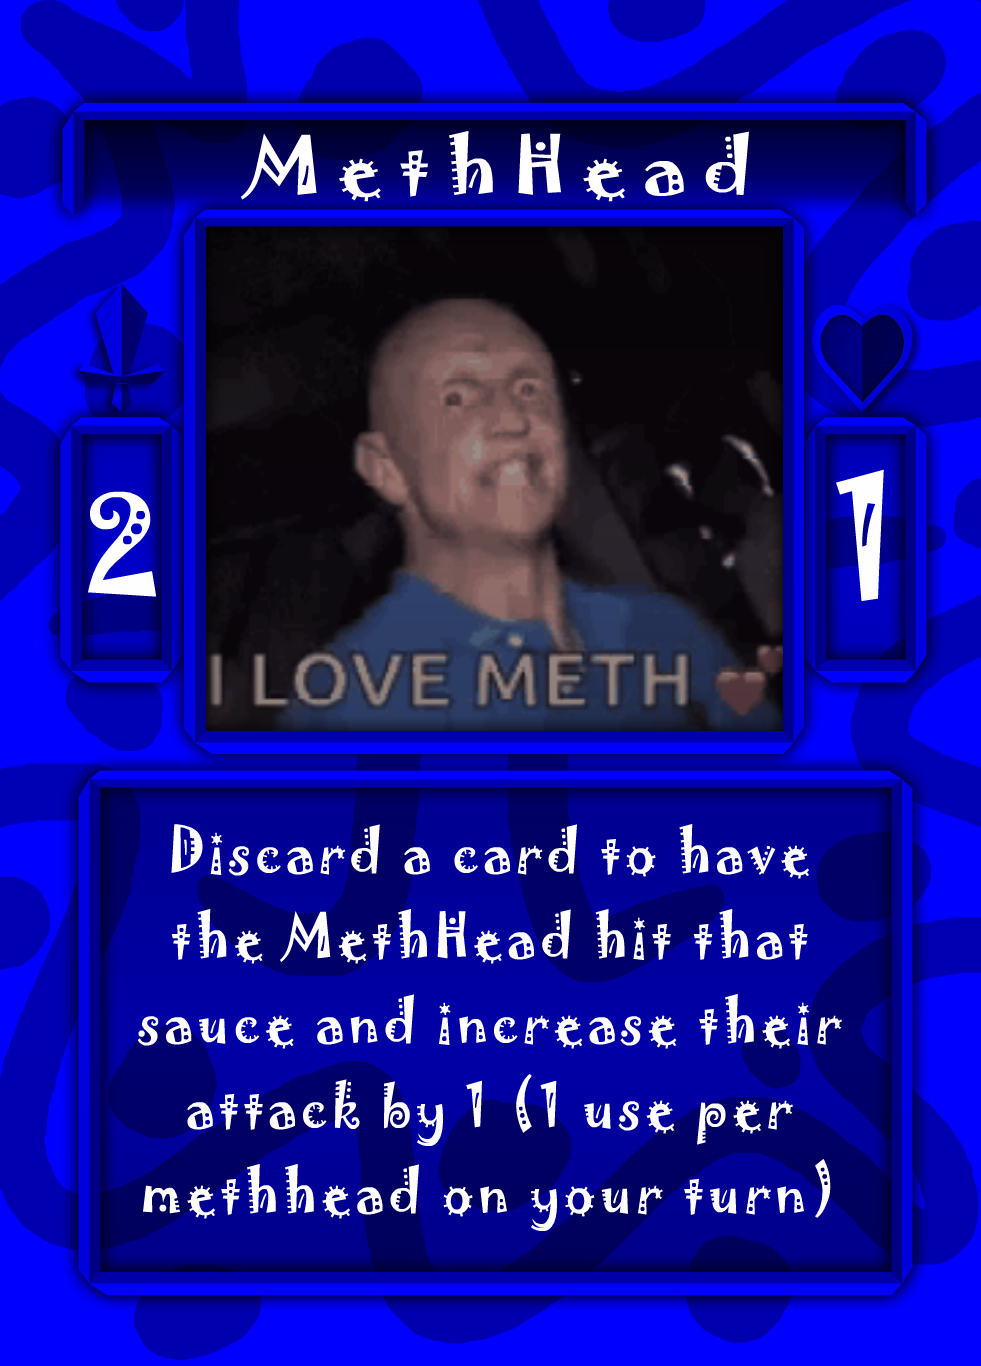 MethHead
2
1
I LOVE METH 💕
Discard a card to have
the MethHead hit that
sauce and increase their
attack by 1 (1 use per
methhead on your turn)